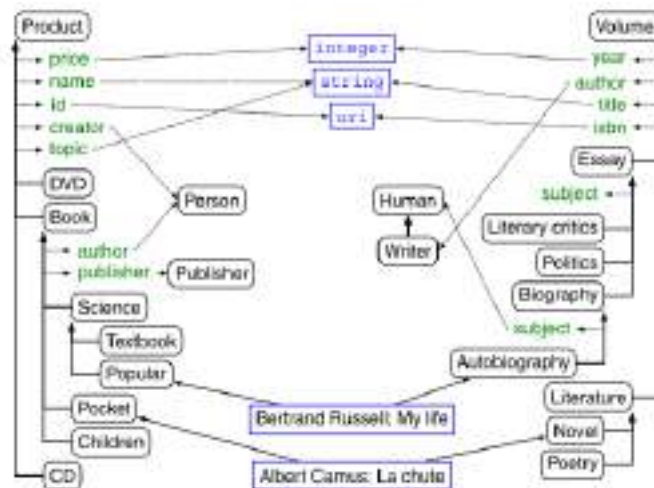 Product
price
name
id
creator
topic
DVD
Book
author
publisher
Publisher
Science
Textbook
Popular
Pocket
Children
CD
Person
integer
string
uri
Human
Writer
Bertrand Russell: My life
Albert Camus: La chute
Volume
year
author
title
isbn
Essay
subject
Literary critics
Politics
Biography
subject
Autobiography
Literature
Novel
Poetry